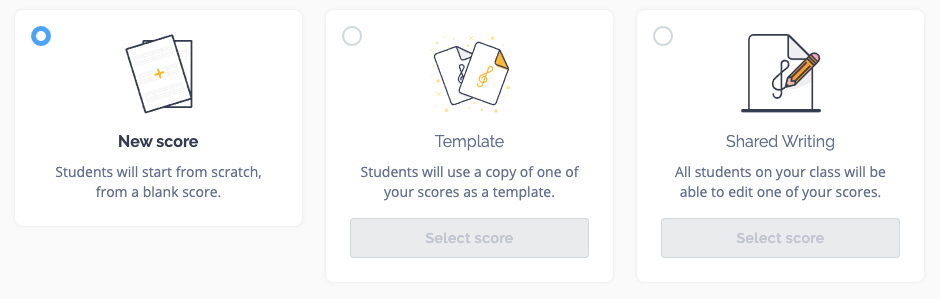 New score
Students will start from scratch,
from a blank score.
Template
Students will use a copy of one of
your scores as a template.
Select score
Shared Writing
All students on your class will be
able to edit one of your scores.
Select score